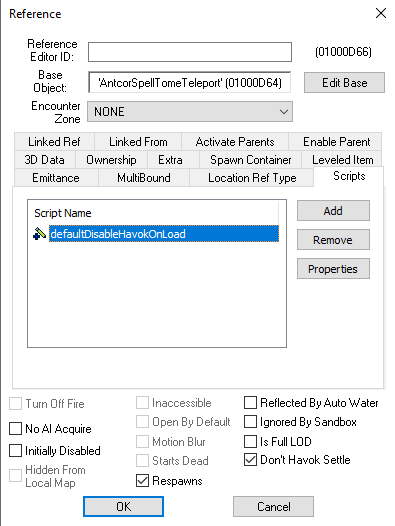 Reference
Reference
Editor ID:
(01000D66)
Base
Object:
'AntcorSpellTomeTeleport' (01000D64)
Edit Base
Encounter
Zone
NONE
Linked Ref
Linked From
Activate Parents
Enable Parent
3D Data
Ownership
Extra
Spawn Container
Leveled Item
Emittance
MultiBound
Location Ref Type
Scripts
Script Name
defaultDisableHavokOnLoad
Add
Remove
Properties
Turn Off Fire
No AI Acquire
Initially Disabled
Hidden From
Local Map
Inaccessible
Open By Default
Motion Blur
Starts Dead
Respawns
Reflected By Auto Water
Ignored By Sandbox
Is Full LOD
Don't Havok Settle
OK
Cancel